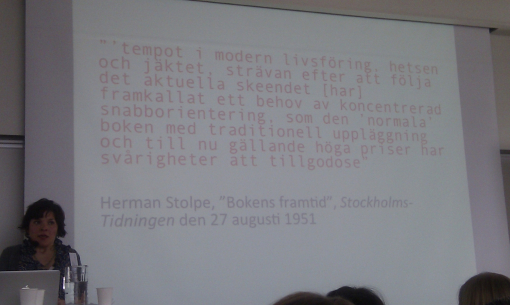 "´tempot i modern livsföring, hetsen
och jäktet, strävan efter att följa
det aktuella skeendet [har]
framkallat ett behov av koncentrerad
snabborientering, som den ´normala´
boken med traditionell uppläggning
och till nu gällande höga priser har
svårigheter att tillgodose"
Herman Stolpe, "Bokens framtid", Stockholms-
Tidningen den 27 augusti 1951